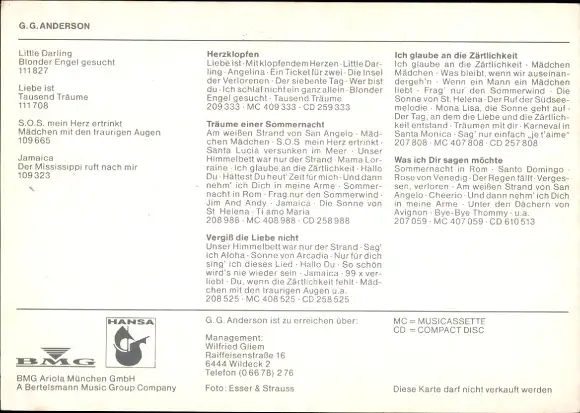 G.G. ANDERSON
Little Darling
Blonder Engel gesucht
111 827
Liebe ist
Tausend Träume
111 708
S.O.S. mein Herz ertrinkt
Mädchen mit den traurigen Augen
109 665
Jamaica
Der Mississippi ruft nach mir
109 323
Herzklopfen
Liebe ist · Mit klopfendem Herzen · Little Dar-
ling · Angelina · Ein Ticket für zwei · Die Insel
der Verlorenen · Der siebente Tag · Wer bist
du · Ich schlaf nicht ein ganz allein · Blonder
Engel gesucht · Tausend Träume
209 333 · MC 409 333 · CD 259 333
Träume einer Sommernacht
Am weißen Strand von San Angelo · Mäd-
chen Mädchen · S.O.S. mein Herz ertrinkt ·
Santa Lucia versunken im Meer · Unser
Himmelbett war nur der Strand · Mama Lor-
raine · Ich glaube an die Zärtlichkeit · Hallo
Du · Hättest Du heut' Zeit für mich · Und dann
nehm' ich Dich in meine Arme · Sommer-
nacht in Rom · Frag nur den Sommerwind ·
Jim And Andy · Jamaica · Die Sonne von
St. Helena · Ti amo Maria
208 988 · MC 408 988 · CD 258 988
Vergiß die Liebe nicht
Unser Himmelbett war nur der Strand · Sag'
ich Aloha · Sonne von Arcadia · Nur für dich
sing' ich dieses Lied · Hallo Du · So schön
wird's nie wieder sein · Jamaica · 99 x ver-
liebt · Du, wenn die Zärtlichkeit fehlt · Mäd-
chen mit den traurigen Augen u.a.
208 525 · MC 408 525 · CD 258 525
Ich glaube an die Zärtlichkeit
Ich glaube an die Zärtlichkeit · Mädchen
Mädchen · Was bleibt, wenn wir auseinan-
dergeh'n · Wenn ein Mann ein Mädchen
liebt · Frag' nur den Sommerwind · Die
Sonne von St. Helena · Der Ruf der Südsee-
melodie · Mona Lisa, die Sonne geht auf ·
Der Tag, an dem die Liebe und die Zärtlich-
keit entstand · Träumen mit dir · Karneval in
Santa Monica · Sag' nur einfach „je t'aime"
207 808 · MC 407 808 · CD 257 808
Was ich Dir sagen möchte
Sommernacht in Rom · Santo Domingo ·
Rose von Venedig · Der Regen fällt · Verges-
sen, verloren · Am weißen Strand von San
Angelo · Cheerio · Und dann nehm' ich Dich
in meine Arme · Unter den Dächern von
Avignon · Bye-Bye Thommy · u.a.
207 059 · MC 407 059 · CD 610 513
BMG
HANSA
BMG Ariola München GmbH
A Bertelsmann Music Group Company
G.G. Anderson ist zu erreichen über:
Management:
Wilfried Gliem
Raiffeisenstraße 16
6444 Wildeck 2
Telefon (0 66 78) 2 76
Foto: Esser & Strauss
MC = MUSICASSETTE
CD = COMPACT DISC
Diese Karte darf nicht verkauft werden